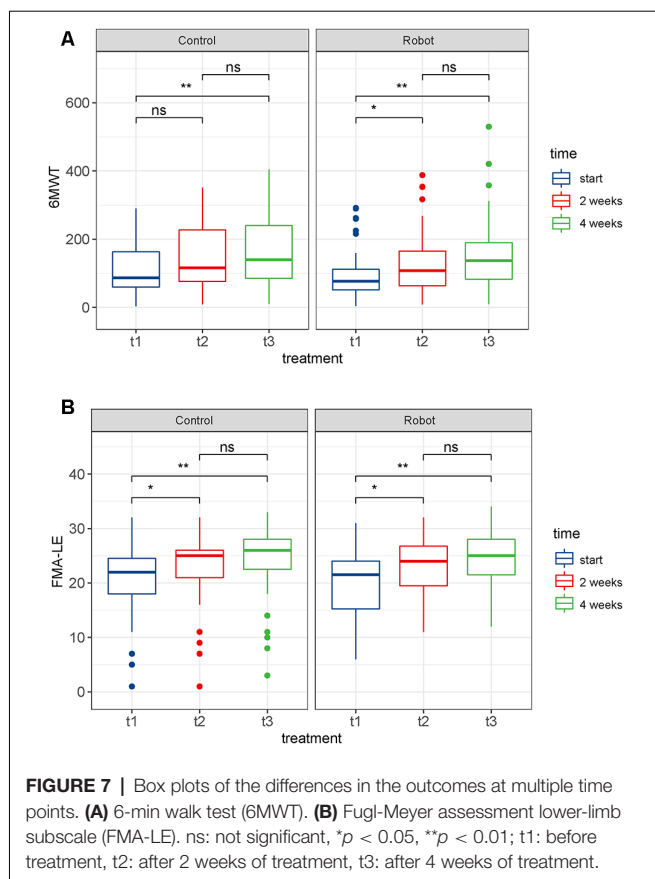 A
Control Robot
ns ns
** **
ns *
600
400
200
0
6MWT
t1 t2 t3 t1 t2 t3
treatment
time
start
2 weeks
4 weeks
B
Control Robot
ns ns
** **
* *
40
30
20
10
0
FMA-LE
t1 t2 t3 t1 t2 t3
treatment
time
start
2 weeks
4 weeks
FIGURE 7 | Box plots of the differences in the outcomes at multiple time
points. (A) 6-min walk test (6MWT). (B) Fugl-Meyer assessment lower-limb
subscale (FMA-LE). ns: not significant, *p < 0.05, **p < 0.01; t1: before
treatment, t2: after 2 weeks of treatment, t3: after 4 weeks of treatment.